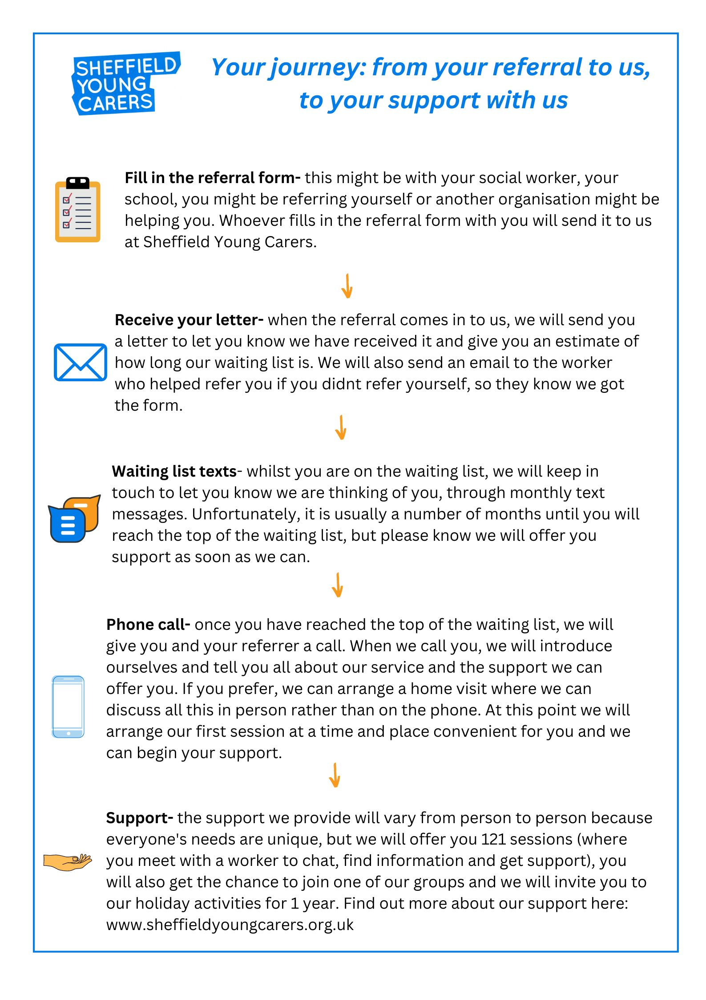 SHEFFIELD
YOUNG
CARERS
Your journey: from your referral to us,
to your support with us
Fill in the referral form- this might be with your social worker, your
school, you might be referring yourself or another organisation might be
helping you. Whoever fills in the referral form with you will send it to us
at Sheffield Young Carers.
Receive your letter- when the referral comes in to us, we will send you
a letter to let you know we have received it and give you an estimate of
how long our waiting list is. We will also send an email to the worker
who helped refer you if you didnt refer yourself, so they know we got
the form.
Waiting list texts- whilst you are on the waiting list, we will keep in
touch to let you know we are thinking of you, through monthly text
messages. Unfortunately, it is usually a number of months until you will
reach the top of the waiting list, but please know we will offer you
support as soon as we can.
Phone call- once you have reached the top of the waiting list, we will
give you and your referrer a call. When we call you, we will introduce
ourselves and tell you all about our service and the support we can
offer you. If you prefer, we can arrange a home visit where we can
discuss all this in person rather than on the phone. At this point we will
arrange our first session at a time and place convenient for you and we
can begin your support.
Support- the support we provide will vary from person to person because
everyone's needs are unique, but we will offer you 121 sessions (where
you meet with a worker to chat, find information and get support), you
will also get the chance to join one of our groups and we will invite you to
our holiday activities for 1 year. Find out more about our support here:
www.sheffieldyoungcarers.org.uk